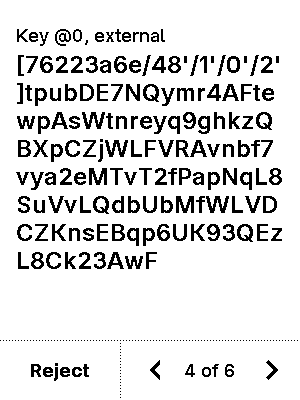 Key @0, external
[76223a6e/48'/1'/0'/2'
]tpubDE7NQymr4AFte
wpAsWtnreyq9ghkzQ
BXpCZjWLFVRAvnbf7
vya2eMTvT2fPapNqL8
SuVvLQdbUbMfWLVD
CZKnsEBqp6UK93QEz
L8Ck23AwF
Reject 4 of 6